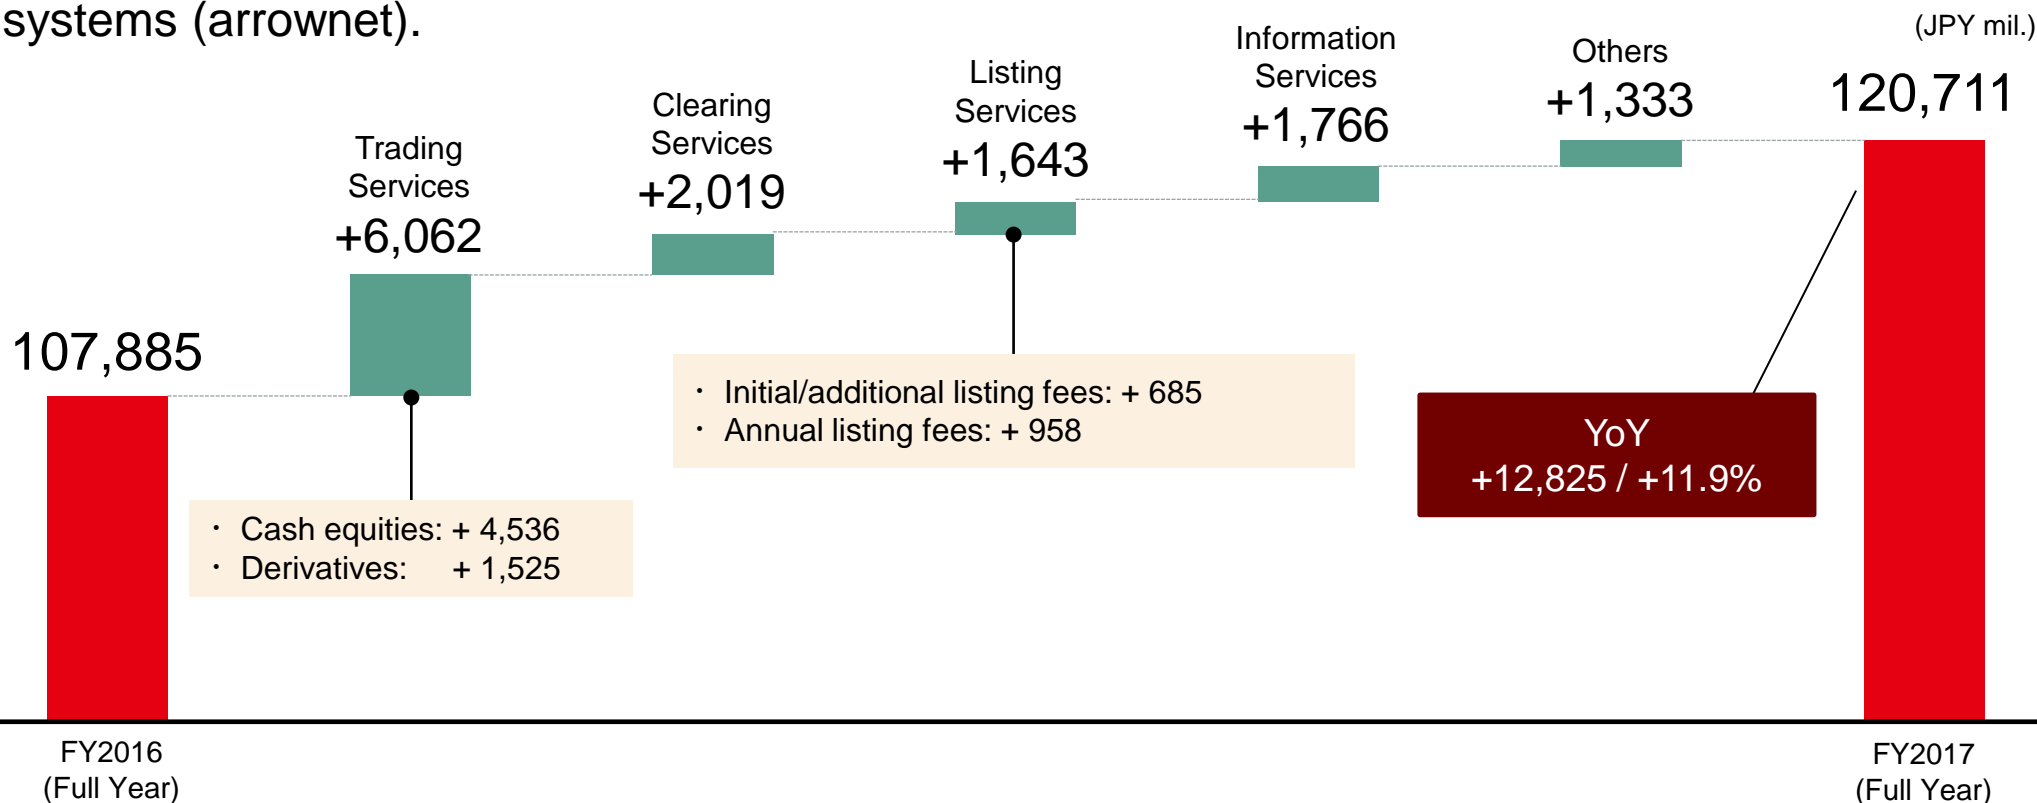 systems (arrownet).
(JPY mil.)
107,885
Trading
Services
+6,062
Clearing
Services
+2,019
Listing
Services
+1,643
Information
Services
+1,766
Others
+1,333
120,711
・ Cash equities: + 4,536
・ Derivatives: + 1,525
・ Initial/additional listing fees: + 685
・ Annual listing fees: + 958
YoY
+12,825 / +11.9%
FY2016
(Full Year)
FY2017
(Full Year)